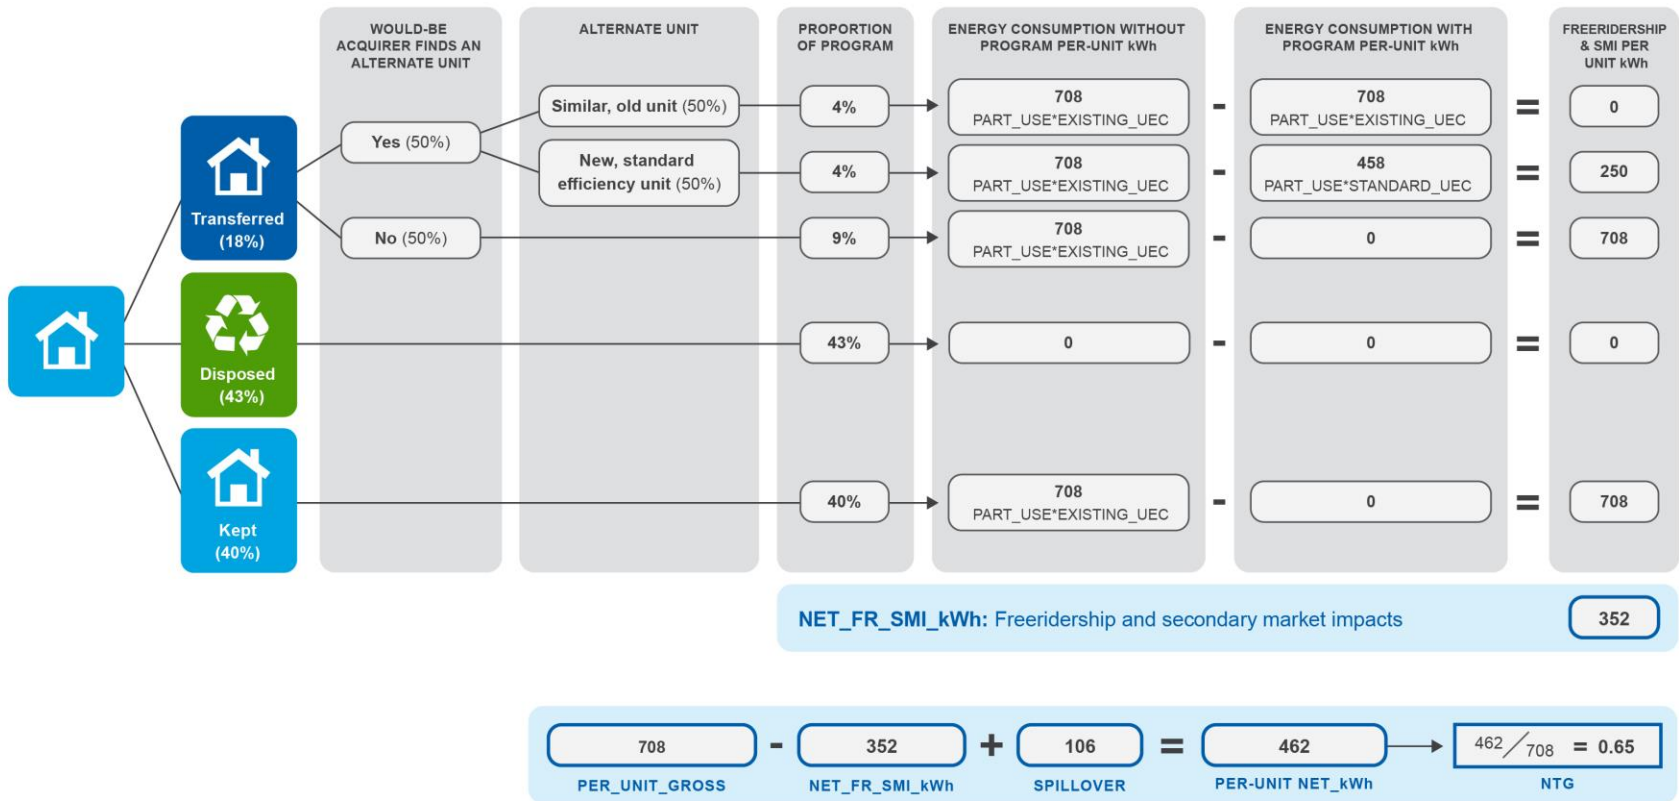 WOULD-BE
ACQUIRER FINDS AN
ALTERNATE UNIT
ALTERNATE UNIT
PROPORTION
OF PROGRAM
ENERGY CONSUMPTION WITHOUT
PROGRAM PER-UNIT kWh
ENERGY CONSUMPTION WITH
PROGRAM PER-UNIT kWh
FREERIDERSHIP
& SMI PER
UNIT kWh
Transferred
(18%)
Yes (50%)
Similar, old unit (50%)
4%
708
PART_USE*EXISTING_UEC
-
708
PART_USE*EXISTING_UEC
=
0
New, standard
efficiency unit (50%)
4%
708
PART_USE*EXISTING_UEC
-
458
PART_USE*STANDARD_UEC
=
250
No (50%)
9%
708
PART_USE*EXISTING_UEC
-
0
=
708
Disposed
(43%)
43%
0
-
0
=
0
Kept
(40%)
40%
708
PART_USE*EXISTING_UEC
-
0
=
708
NET_FR_SMI_kWh: Freeridership and secondary market impacts
352
708 - 352 + 106 = 462 462/708 = 0.65
PER_UNIT_GROSS NET_FR_SMI_kWh SPILLOVER PER-UNIT NET_kWh NTG